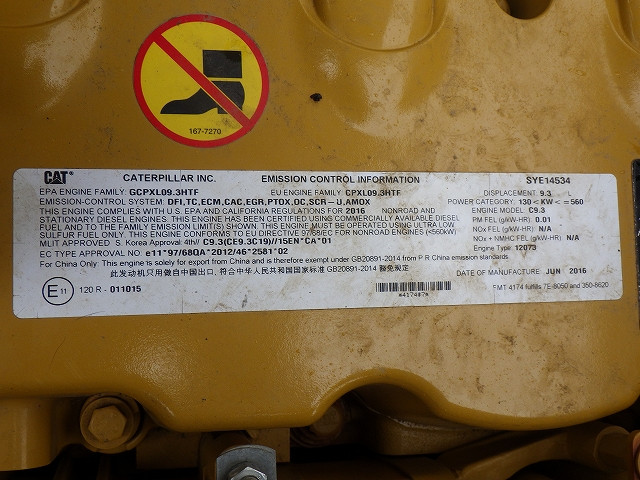 167-7270
CAT CATERPILLAR INC. EMISSION CONTROL INFORMATION SYE14534
EPA ENGINE FAMILY: GCPXL09.3HTF EU ENGINE FAMILY: CPXL09.3HTF DISPLACEMENT: 9.3 L
EMISSION-CONTROL SYSTEM: DFI,TC,ECM,CAC,EGR,PTOX,OC,SCR-U,AMOX POWER CATEGORY: 130<KW<=560
THIS ENGINE COMPLIES WITH U.S. EPA AND CALIFORNIA REGULATIONS FOR 2016 NONROAD AND ENGINE MODEL: C9.3
STATIONARY DIESEL ENGINES. THIS ENGINE HAS BEEN CERTIFIED USING COMMERCIALLY AVAILABLE DIESEL PM FEL (g/kW-HR): 0.01
FUEL AND TO THE FAMILY EMISSION LIMIT(S) SHOWN. THIS ENGINE MUST BE OPERATED USING ULTRA LOW NOx FEL (g/kW-HR): N/A
SULFUR FUEL ONLY. THIS ENGINE CONFORMS TO EU DIRECTIVE 97/68/EC FOR NONROAD ENGINES (<560kW) NOx + NMHC FEL (g/kW-HR): N/A
MLIT APPROVED S. Korea Approval: 4th// C9.3(CE9.3C19)//15EN*CA*01 Engine Type: 12073
EC TYPE APPROVAL NO: e11*97/68QA*2012/46*2581*02
For China Only: This engine is solely for export from China and is therefore exempt under GB20891-2014 from P R China emission standards.
此发动机只用做自中国出口，符合中华人民共和国国家标准 GB20891-2014 豁免规定 DATE OF MANUFACTURE: JUN 2016
E11 120 R - 011015 FMT 4174 fulfills 7E-8050 and 350-8620